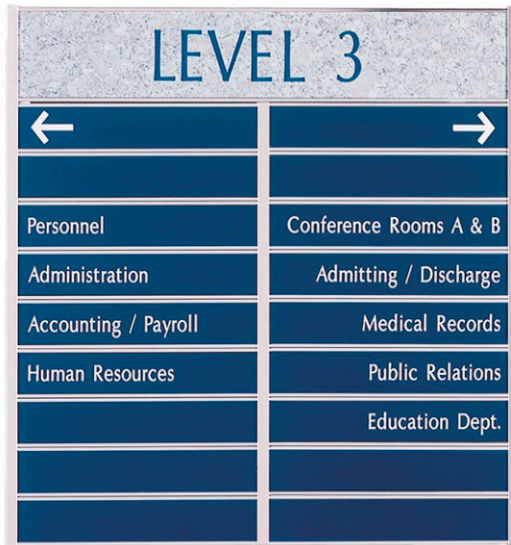 LEVEL 3
Personnel
Administration
Accounting / Payroll
Human Resources
Conference Rooms A & B
Admitting / Discharge
Medical Records
Public Relations
Education Dept.